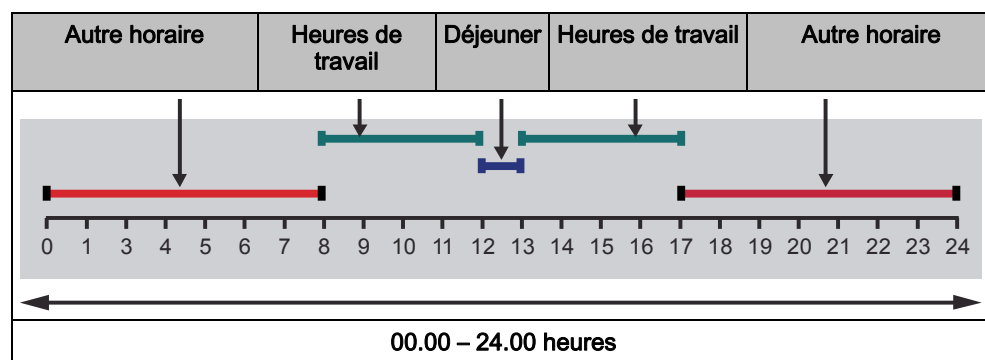 Autre horaire
Heures de
travail
Déjeuner
Heures de travail
Autre horaire
0 1 3 4 5 6 7 8 9 10 11 12 13 14 15 16 17 18 19 20 21 22 23 24
00.00 – 24.00 heures